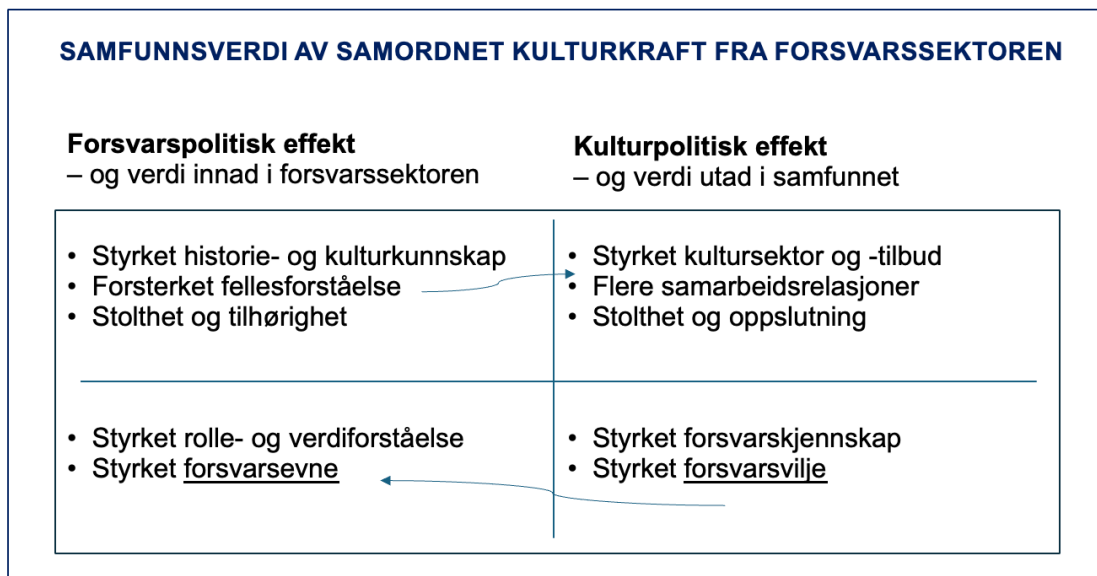 SAMFUNNSVERDI AV SAMORDNET KULTURKRAFT FRA FORSVARSSEKTOREN
Forsvarspolitisk effekt
– og verdi innad i forsvarssektoren
Kulturpolitisk effekt
– og verdi utad i samfunnet
• Styrket historie- og kulturkunnskap
• Forsterket fellesforståelse
• Stolthet og tilhørighet
• Styrket kultursektor og -tilbud
• Flere samarbeidsrelasjoner
• Stolthet og oppslutning
• Styrket rolle- og verdiforståelse
• Styrket forsvarsevne
• Styrket forsvarskjennskap
• Styrket forsvarsvilje